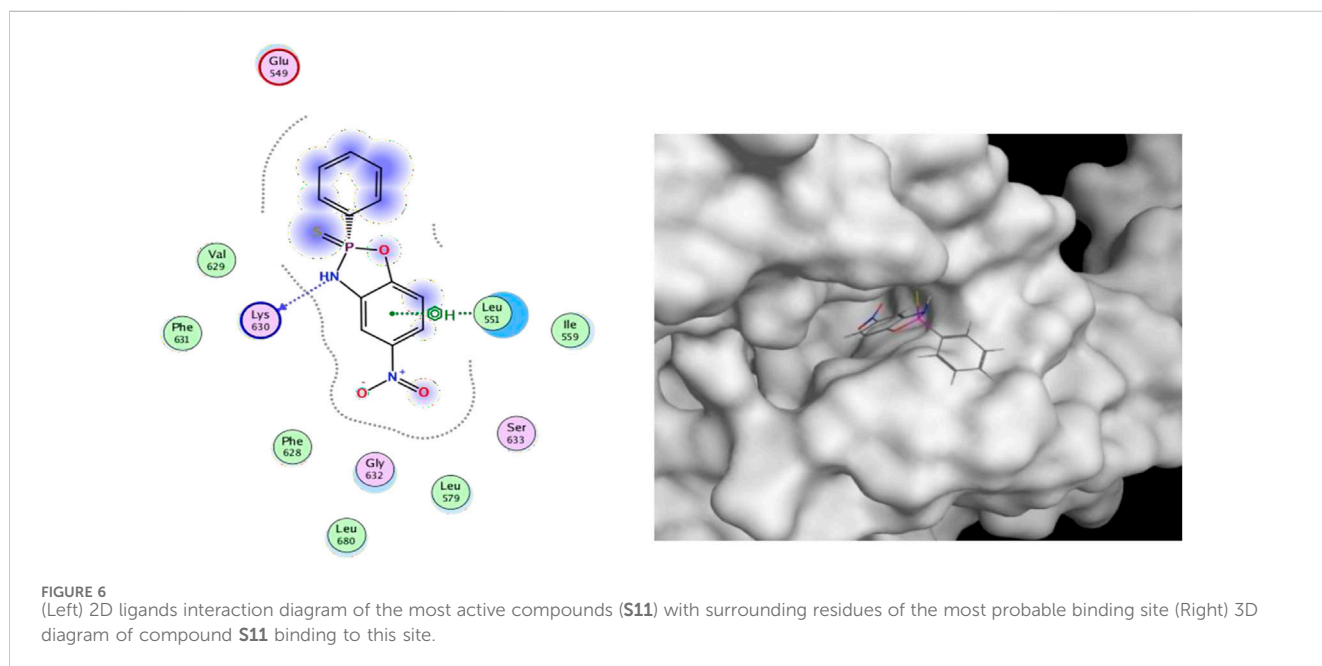 Glu
549
Val
629
Phe
631
Lys
630
S
P
O
HN
H
Leu
551
Ile
559
N+
O-
O
Phe
628
Gly
632
Ser
633
Leu
579
Leu
680
FIGURE 6
(Left) 2D ligands interaction diagram of the most active compounds (S11) with surrounding residues of the most probable binding site (Right) 3D
diagram of compound S11 binding to this site.